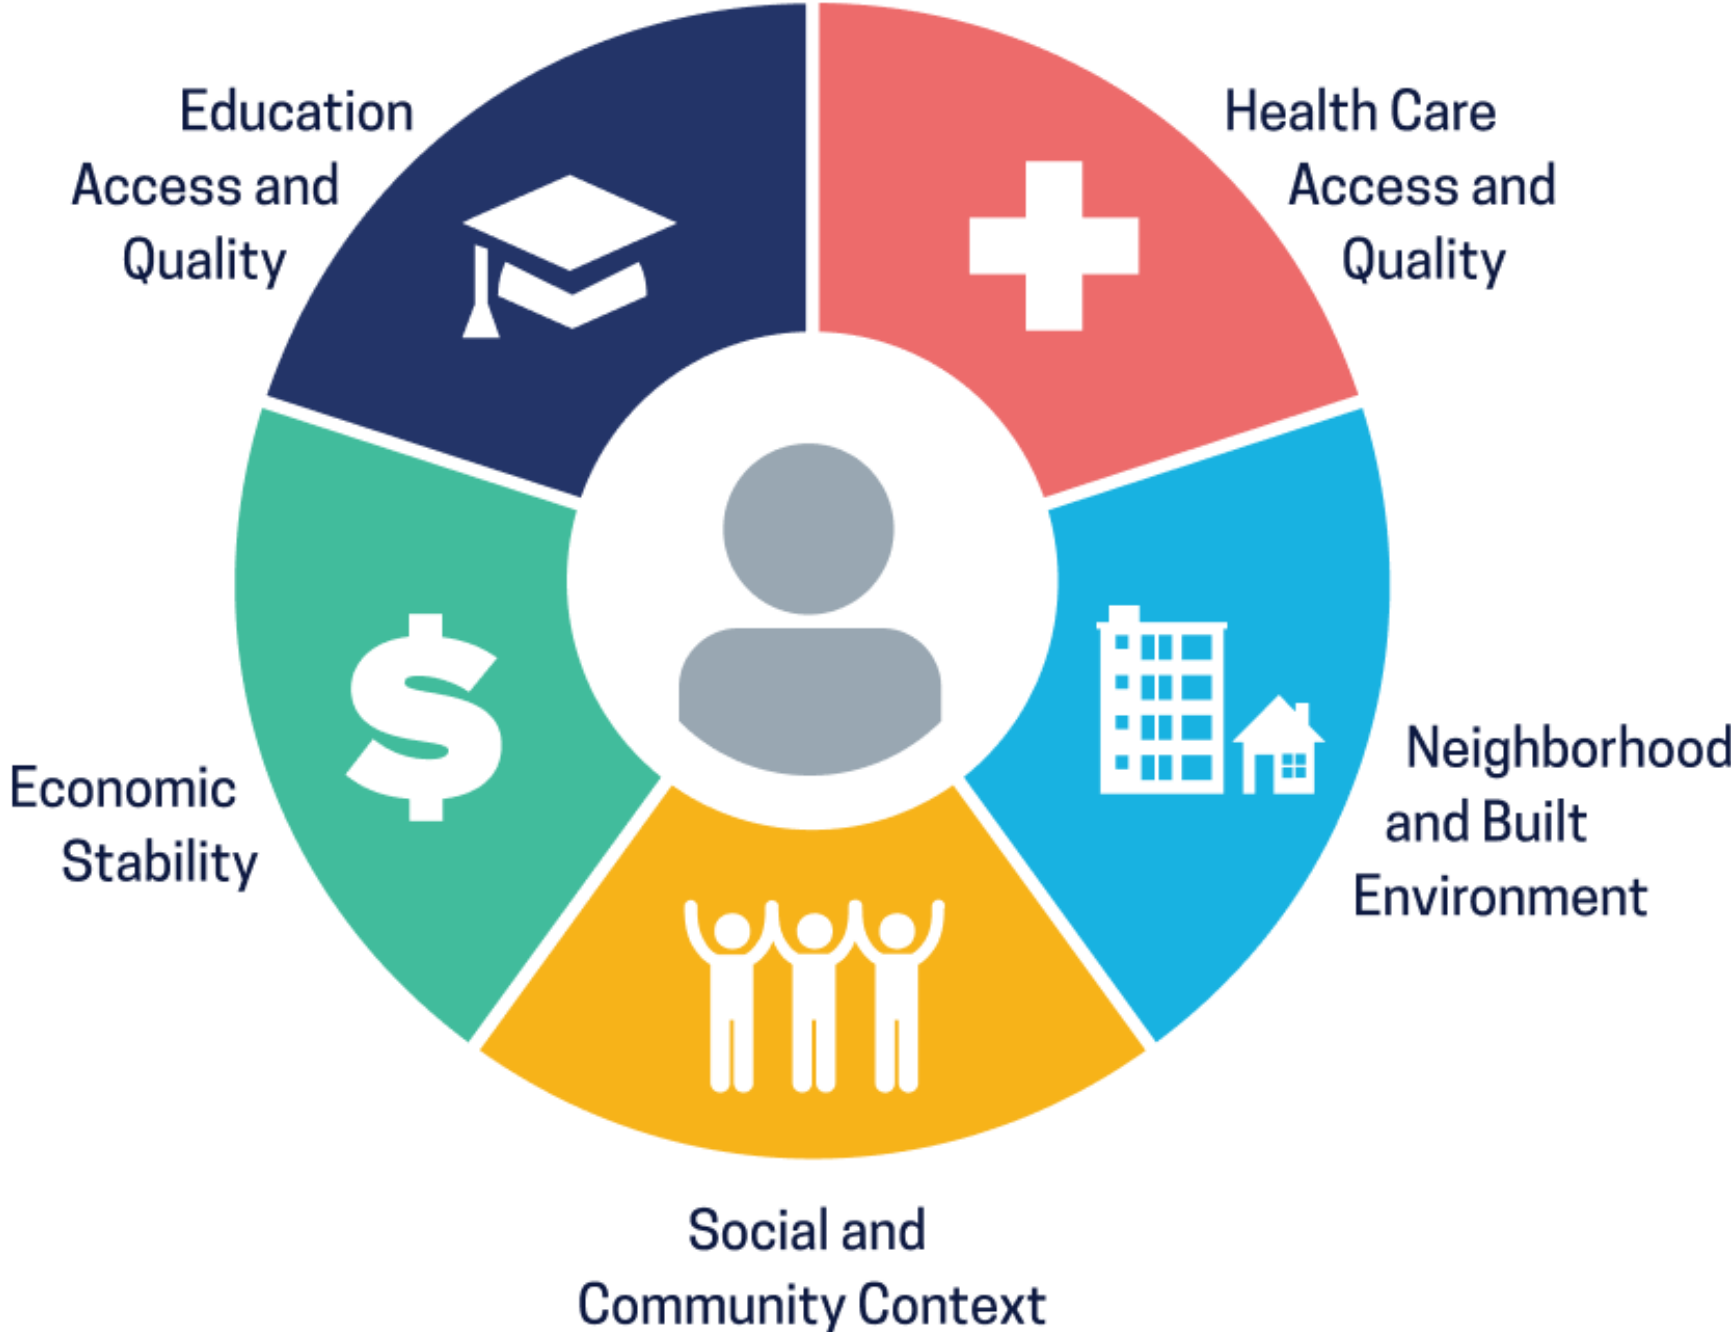 Education
Access and
Quality
Health Care
Access and
Quality
Economic
Stability
Neighborhood
and Built
Environment
Social and
Community Context